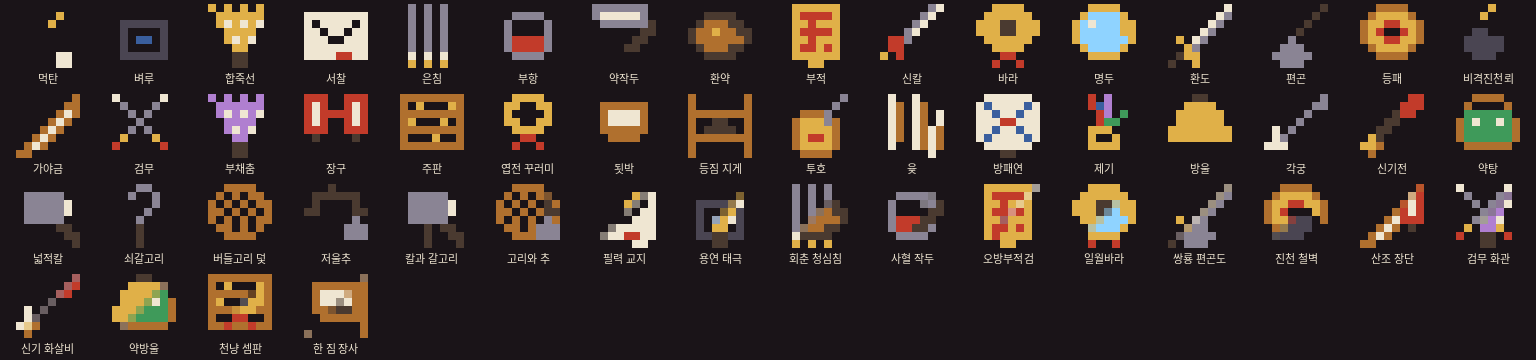 먹탄 벼루 합죽선 서찰 은침 부항 약작두 환약 부적 신칼 바라 명두 환도 편곤 등패 비격진천뢰
가야금 검무 부채춤 장구 주판 엽전 꾸러미 됫박 등짐 지게 투호 윷 방패연 제기 방울 각궁 신기전 약탕
넓적칼 쇠갈고리 버들고리 덫 저울추 칼과 갈고리 고리와 추 필력 교지 용연 태극 회춘 청심침 사혈 작두 오방부적검 일월바라 쌍룡 편곤도 진천 철벽 산조 장단 검무 화관
신기 화살비 약방울 천냥 셈판 한 짐 장사